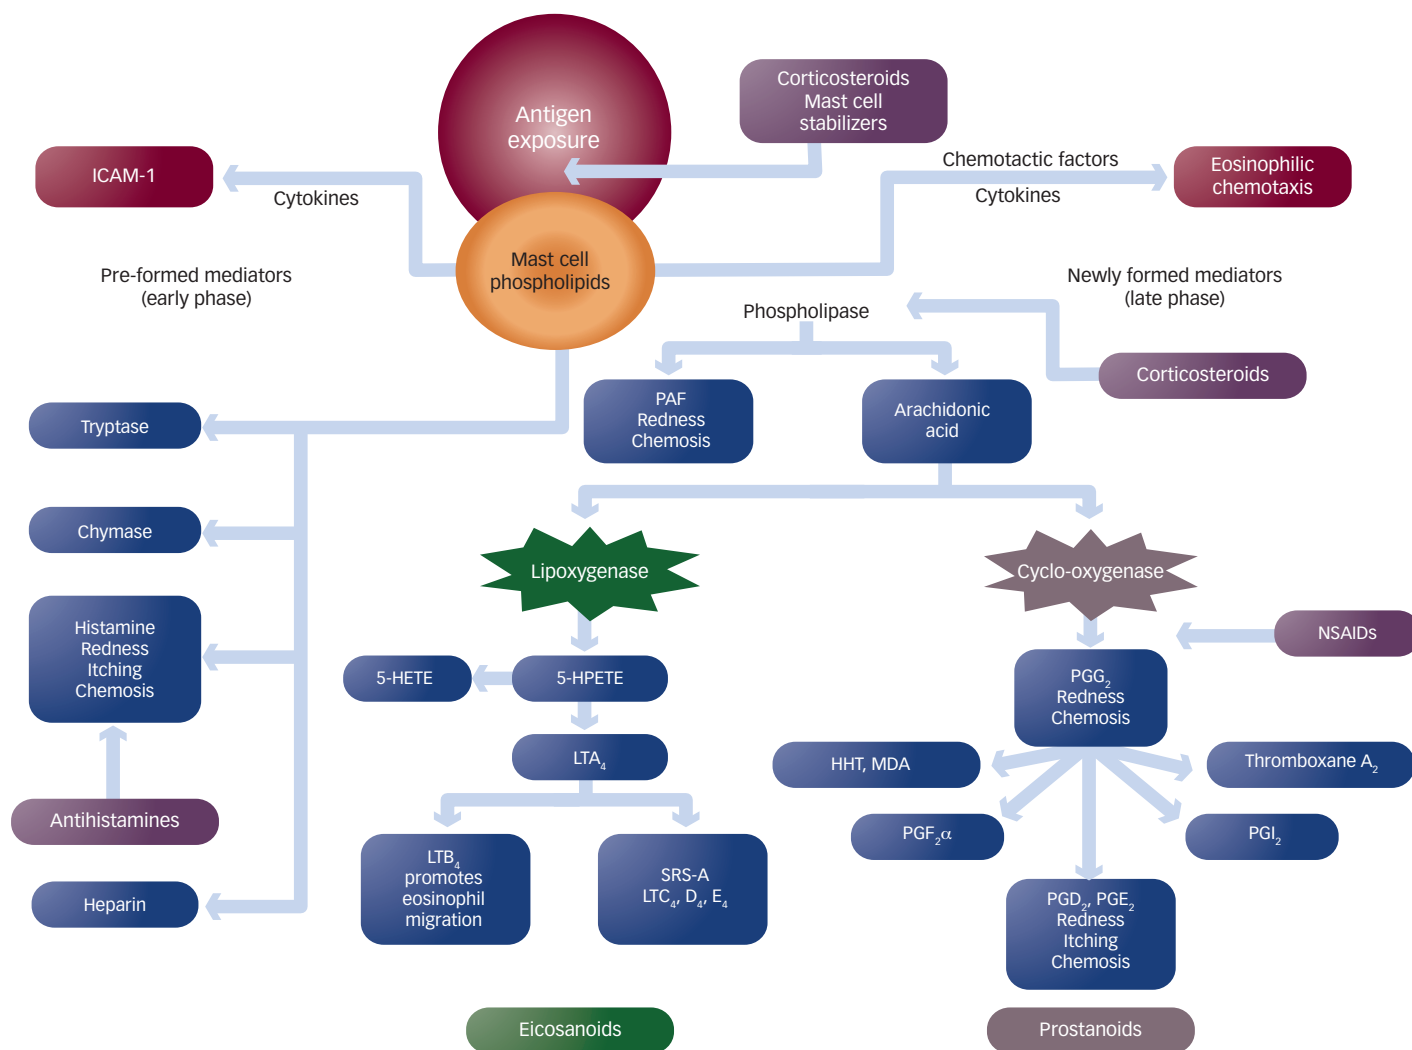 Antigen
exposure
Corticosteroids
Mast cell
stabilizers
ICAM-1
Cytokines
Chemotactic factors
Cytokines
Eosinophilic
chemotaxis
Mast cell
phospholipids
Pre-formed mediators
(early phase)
Newly formed mediators
(late phase)
Phospholipase
Corticosteroids
PAF
Redness
Chemosis
Arachidonic
acid
Tryptase
Chymase
Histamine
Redness
Itching
Chemosis
Antihistamines
Heparin
Lipoxygenase
Cyclo-oxygenase
NSAIDs
5-HETE
5-HPETE
PGG₂
Redness
Chemosis
LTA₄
HHT, MDA
Thromboxane A₂
PGF₂α
PGI₂
LTB₄
promotes
eosinophil
migration
SRS-A
LTC₄, D₄, E₄
PGD₂, PGE₂
Redness
Itching
Chemosis
Eicosanoids
Prostanoids